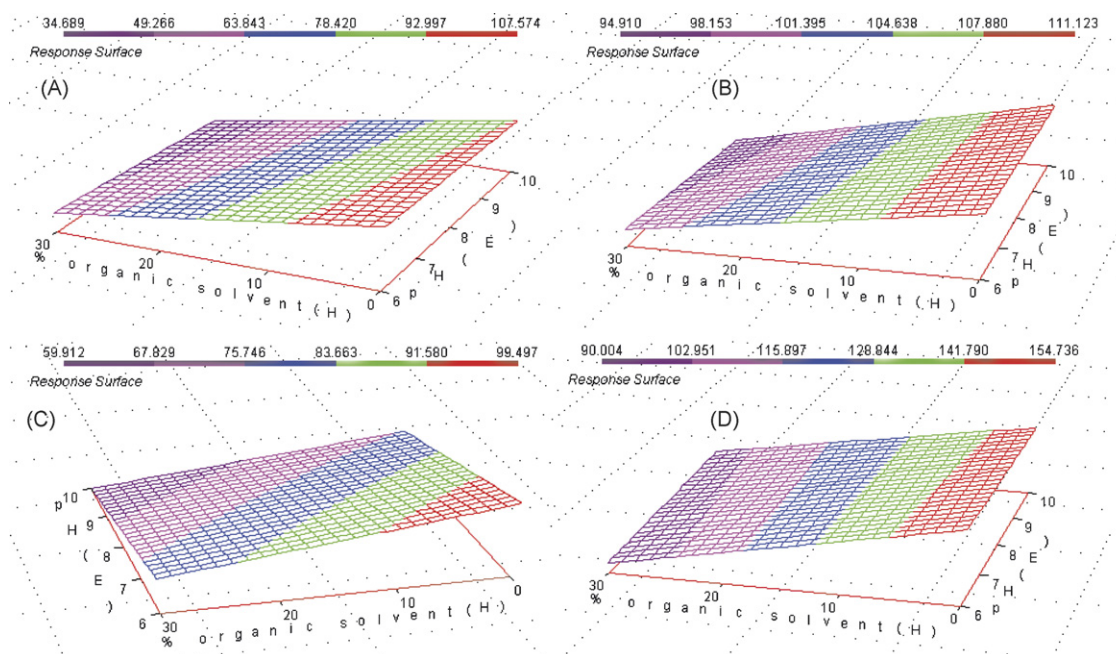 34.689 49.266 63.843 78.420 92.997 107.574
Response Surface
(A)
10
9
8
7
6
p H ( E )
30
20
10
0
% organic solvent(H)
94.910 98.153 101.395 104.638 107.880 111.123
Response Surface
(B)
10
9
8
7
6
p H ( E )
30
20
10
0
% organic solvent(H)
59.912 67.829 75.746 83.663 91.580 99.497
Response Surface
(C)
10
9
8
7
6
p H ( E )
30
20
10
0
% organic solvent(H)
90.004 102.951 115.897 128.844 141.790 154.736
Response Surface
(D)
10
9
8
7
6
p H ( E )
30
20
10
0
% organic solvent(H)